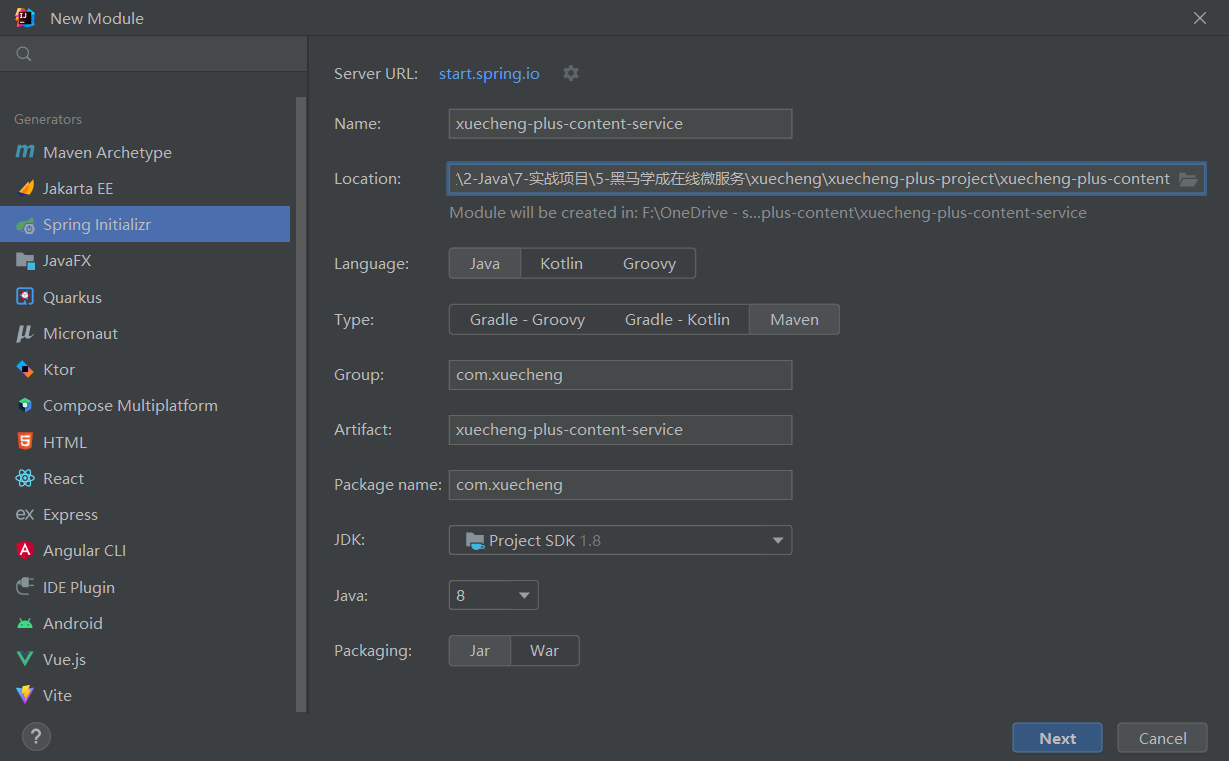 New Module
Generators
Maven Archetype
Jakarta EE
Spring Initializr
JavaFX
Quarkus
Micronaut
Ktor
Compose Multiplatform
HTML
React
Express
Angular CLI
IDE Plugin
Android
Vue.js
Vite
Server URL: start.spring.io
Name: xuecheng-plus-content-service
Location: \2-Java\7-实战项目\5-黑马学成在线微服务\xuecheng\xuecheng-plus-project\xuecheng-plus-content
Module will be created in: F:\OneDrive - s...plus-content\xuecheng-plus-content-service
Language: Java Kotlin Groovy
Type: Gradle - Groovy Gradle - Kotlin Maven
Group: com.xuecheng
Artifact: xuecheng-plus-content-service
Package name: com.xuecheng
JDK: Project SDK 1.8
Java: 8
Packaging: Jar War
? Next Cancel